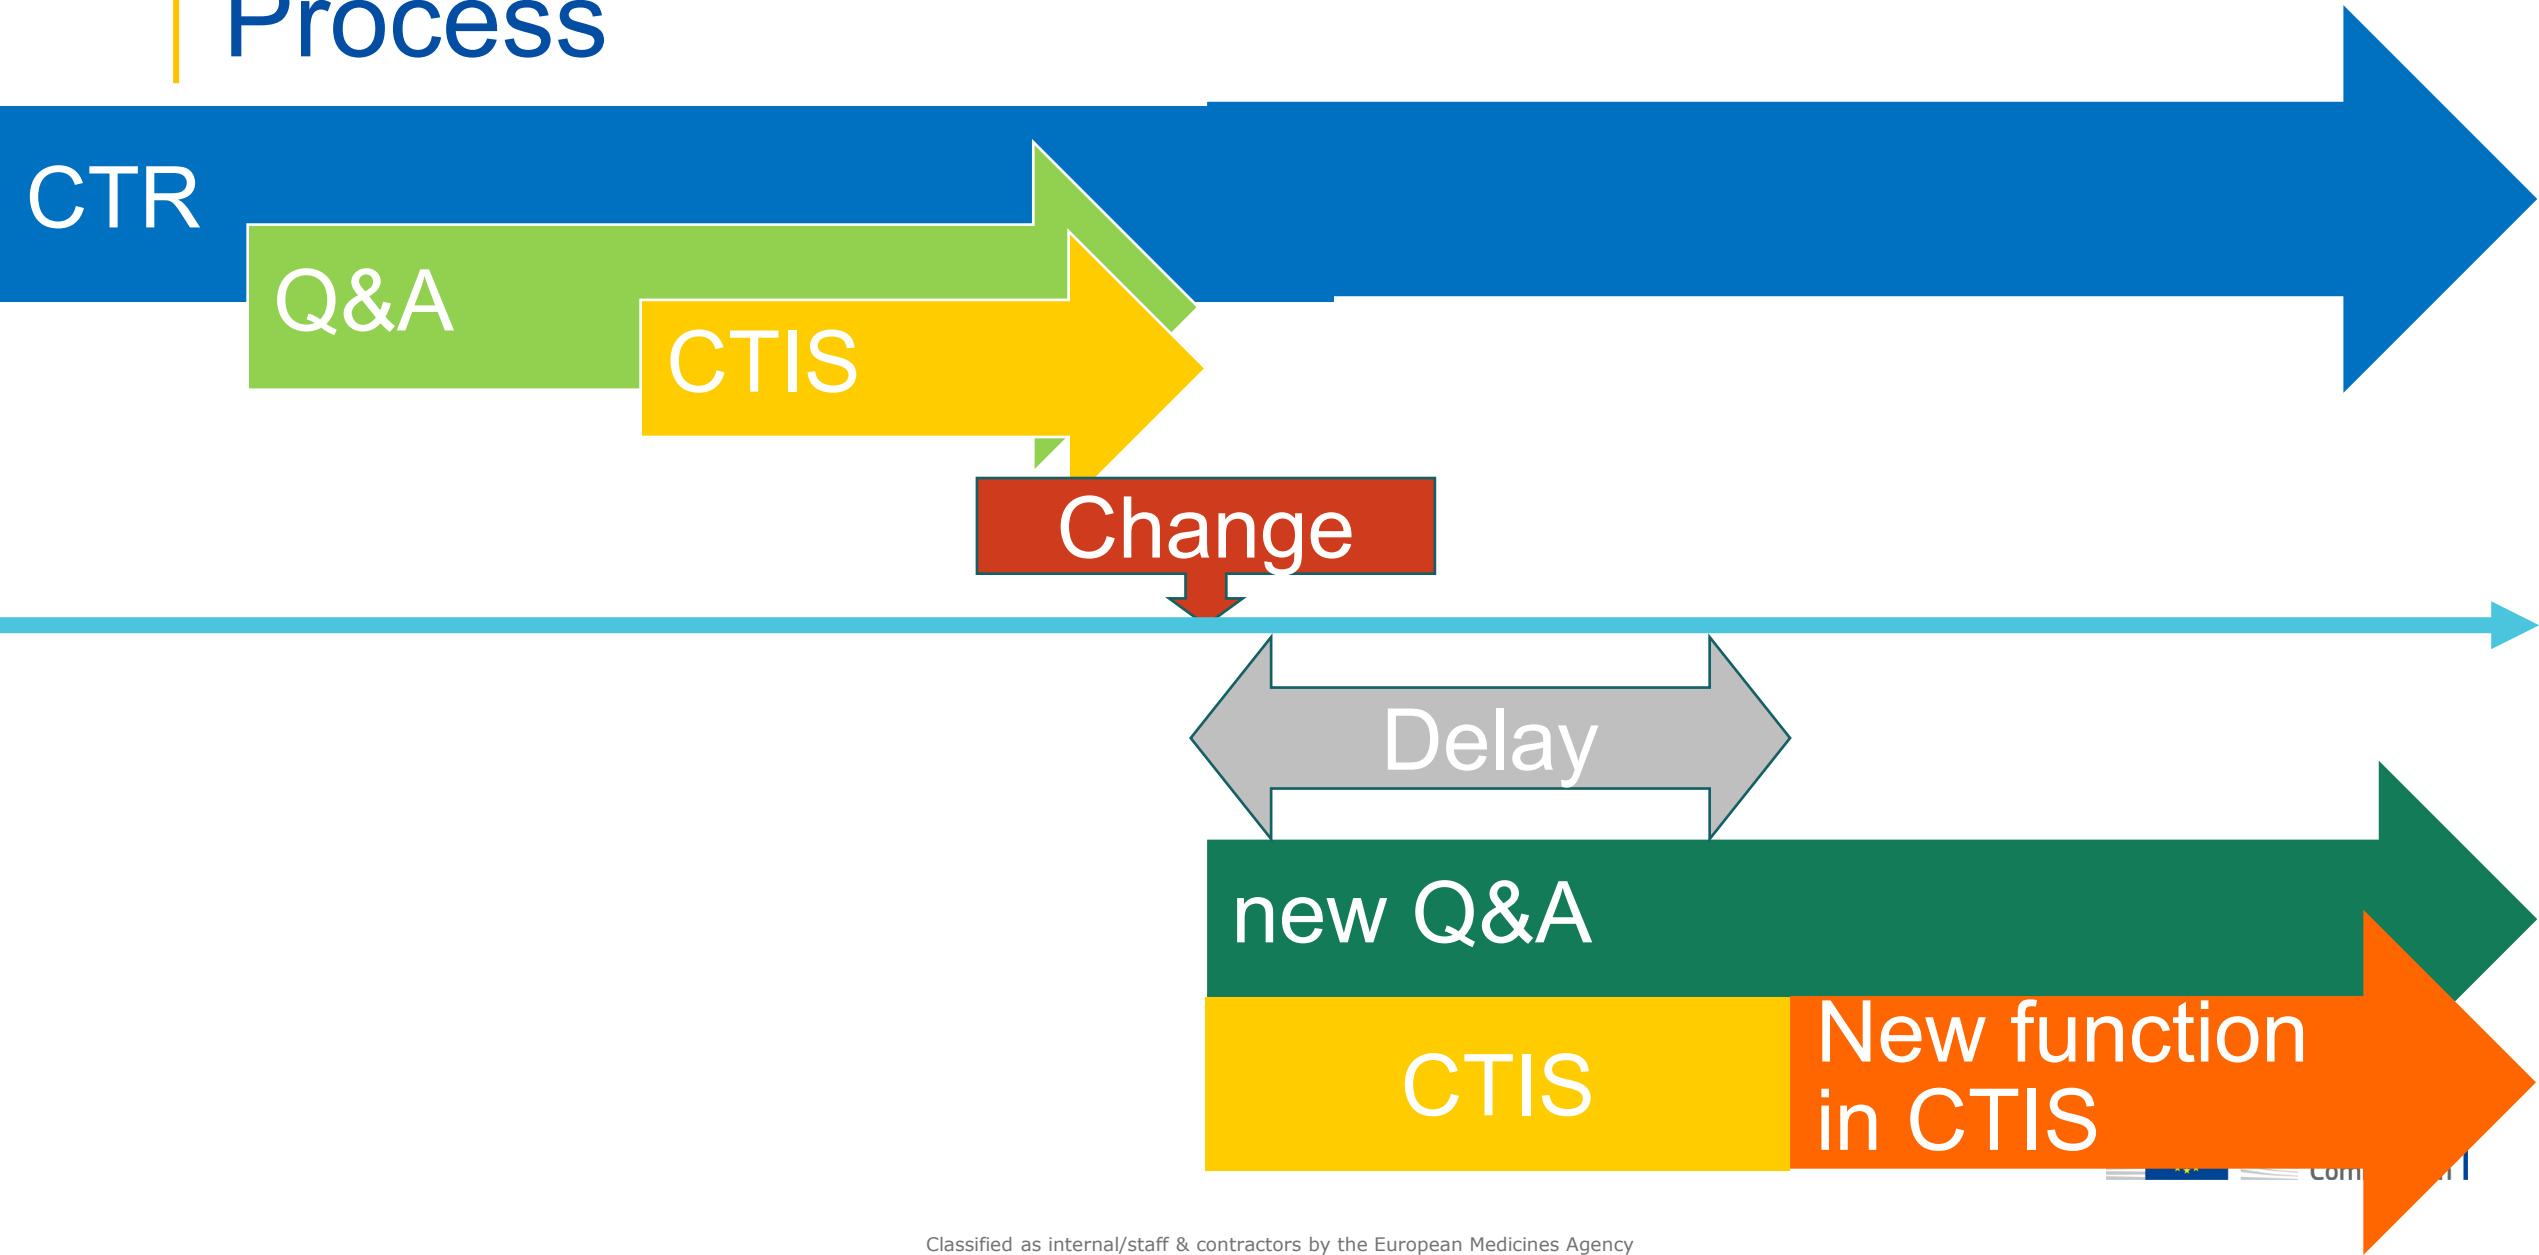 Process
CTR
Q&A
CTIS
Change
Delay
new Q&A
CTIS
New function
in CTIS
Classified as internal/staff & contractors by the European Medicines Agency